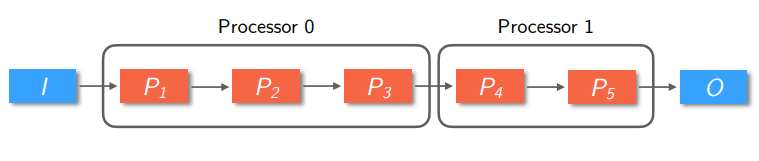 Processor 0 Processor 1
I P₁ P₂ P₃ P₄ P₅ O